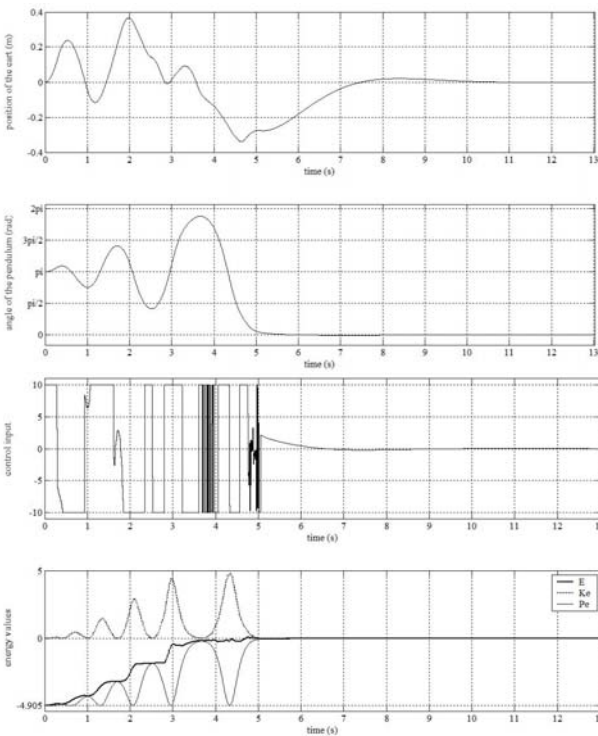 position of the cart (m)
0.4
0.2
0
-0.2
-0.4
0 1 2 3 4 5 6 7 8 9 10 11 12 13
time (s)
angle of the pendulum (rad)
2pi
3pi/2
pi
pi/2
0
0 1 2 3 4 5 6 7 8 9 10 11 12 13
time (s)
control input
10
5
0
-5
-10
0 1 2 3 4 5 6 7 8 9 10 11 12 13
time (s)
energy values
5
0
-4.905
E
Ke
Pe
0 1 2 3 4 5 6 7 8 9 10 11 12 13
time (s)